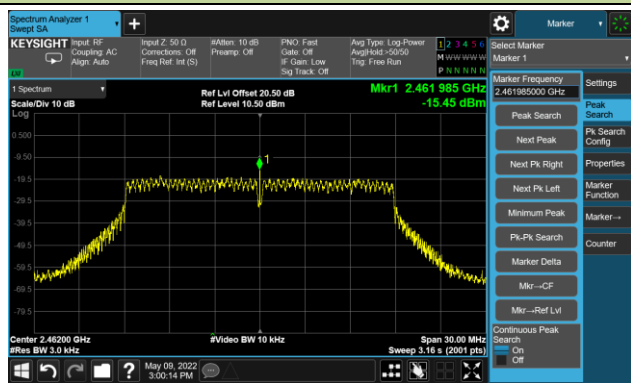 Spectrum Analyzer 1
Swept SA
+
Marker
KEYSIGHT
Input: RF
Coupling: AC
Align: Auto
Input Z: 50 Ω
Corrections: Off
Freq Ref: Int (S)
#Atten: 10 dB
Preamp: Off
PNO: Fast
Gate: Off
IF Gain: Low
Sig Track: Off
Avg Type: Log-Power
Avg|Hold:>50/50
Trig: Free Run
1 2 3 4 5 6
M W W W W W
P N N N N N
Select Marker
Marker 1
1 Spectrum
Scale/Div 10 dB
Log
Ref Lvl Offset 20.50 dB
Ref Level 10.50 dBm
Mkr1 2.461 985 GHz
-15.45 dBm
0.500
-9.50
-19.5
-29.5
-39.5
-49.5
-59.5
-69.5
-79.5
1
Center 2.46200 GHz
#Res BW 3.0 kHz
#Video BW 10 kHz
Span 30.00 MHz
Sweep 3.16 s (2001 pts)
Marker Frequency
2.461985000 GHz
Peak Search
Next Peak
Next Pk Right
Next Pk Left
Minimum Peak
Pk-Pk Search
Marker Delta
Mkr→CF
Mkr→Ref Lvl
Continuous Peak
Search
On
Off
Settings
Peak
Search
Pk Search
Config
Properties
Marker
Function
Marker→
Counter
?
May 09, 2022
3:00:14 PM